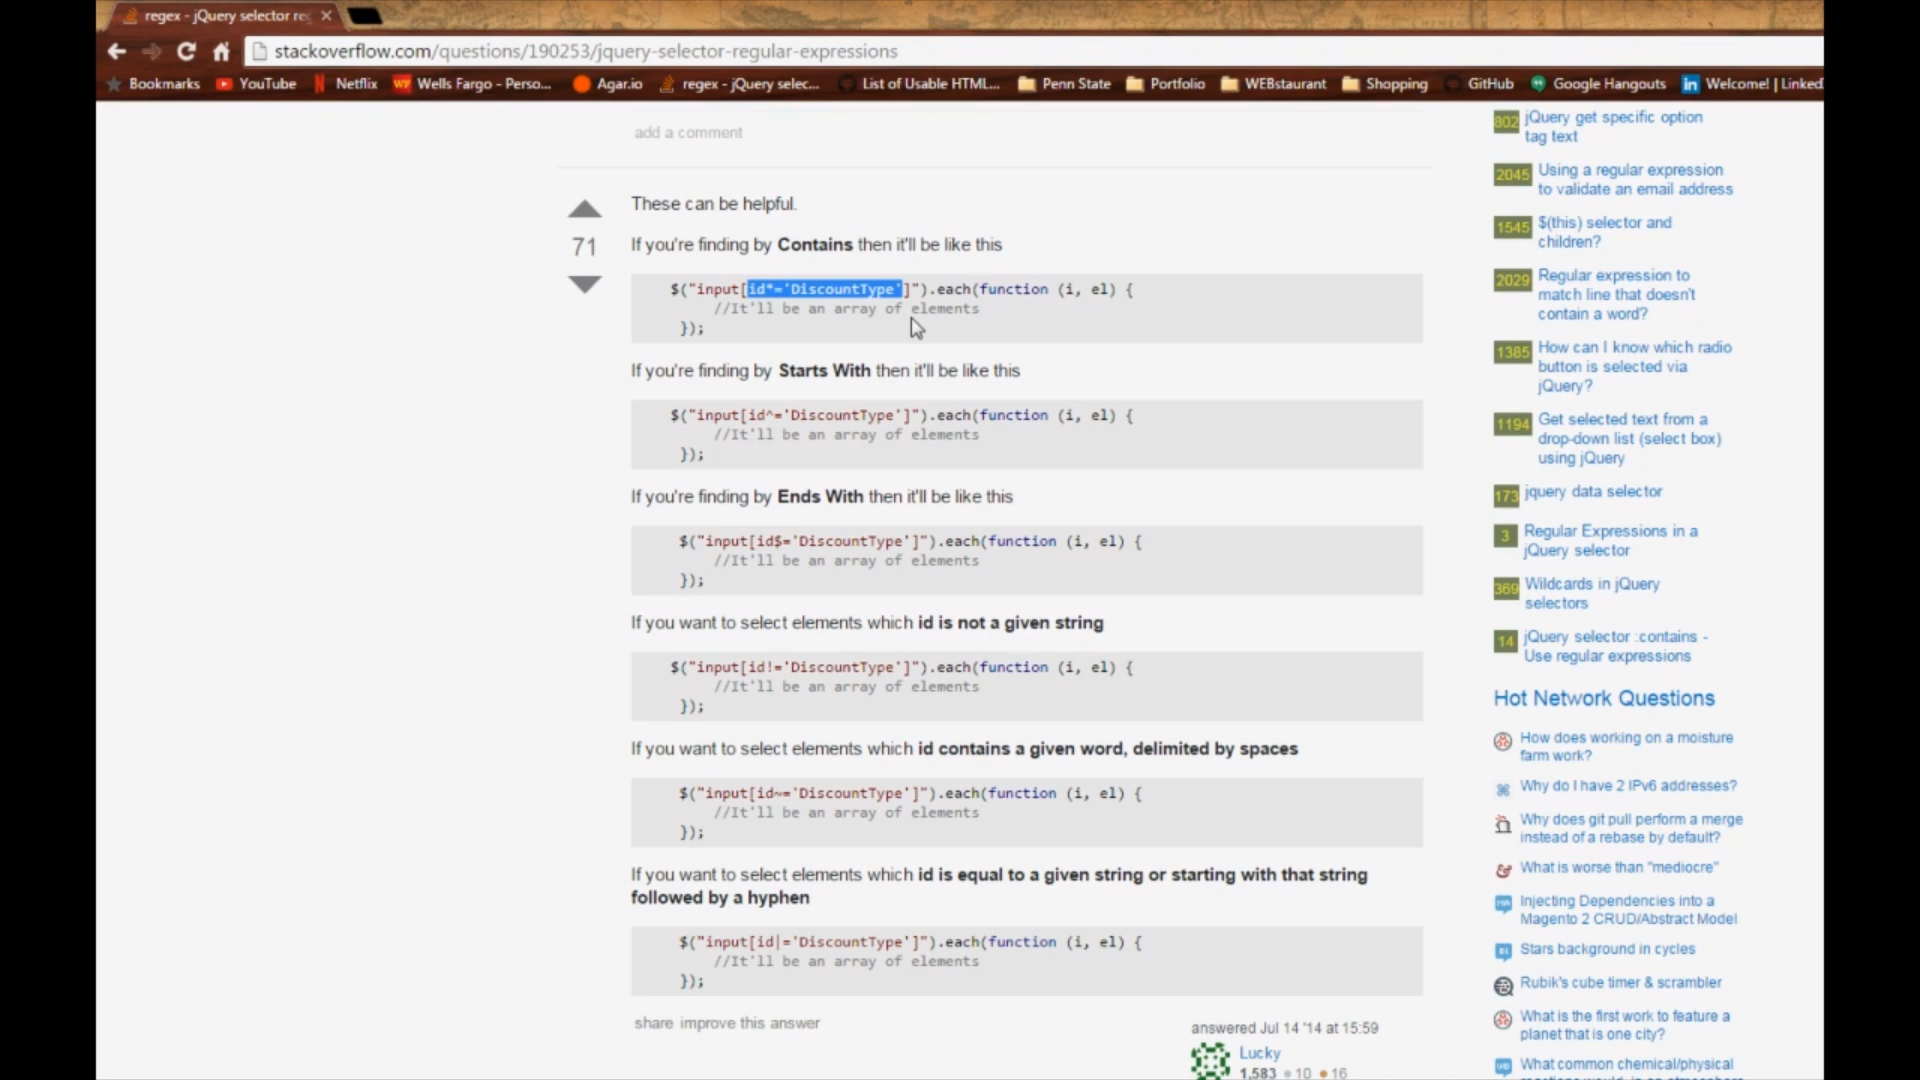 regex - jQuery selector reg
stackoverflow.com/questions/190253/jquery-selector-regular-expressions
Bookmarks YouTube Netflix Wells Fargo - Perso... Agar.io regex - jQuery selec... List of Usable HTML... Penn State Portfolio WEBstaurant Shopping GitHub Google Hangouts Welcome! | Linked
add a comment
71
These can be helpful.
If you're finding by Contains then it'll be like this
$("input[id*='DiscountType']").each(function (i, el) {
//It'll be an array of elements
});
If you're finding by Starts With then it'll be like this
$("input[id^='DiscountType']").each(function (i, el) {
//It'll be an array of elements
});
If you're finding by Ends With then it'll be like this
$("input[id$='DiscountType']").each(function (i, el) {
//It'll be an array of elements
});
If you want to select elements which id is not a given string
$("input[id!='DiscountType']").each(function (i, el) {
//It'll be an array of elements
});
If you want to select elements which id contains a given word, delimited by spaces
$("input[id~='DiscountType']").each(function (i, el) {
//It'll be an array of elements
});
If you want to select elements which id is equal to a given string or starting with that string
followed by a hyphen
$("input[id|='DiscountType']").each(function (i, el) {
//It'll be an array of elements
});
share improve this answer
answered Jul 14 '14 at 15:59
Lucky
1,583 10 16
802 jQuery get specific option
tag text
2045 Using a regular expression
to validate an email address
1545 $(this) selector and
children?
2029 Regular expression to
match line that doesn't
contain a word?
1385 How can I know which radio
button is selected via
jQuery?
1194 Get selected text from a
drop-down list (select box)
using jQuery
173 jquery data selector
3 Regular Expressions in a
jQuery selector
369 Wildcards in jQuery
selectors
14 jQuery selector :contains -
Use regular expressions
Hot Network Questions
How does working on a moisture
farm work?
Why do I have 2 IPv6 addresses?
Why does git pull perform a merge
instead of a rebase by default?
What is worse than "mediocre"
Injecting Dependencies into a
Magento 2 CRUD/Abstract Model
Stars background in cycles
Rubik's cube timer & scrambler
What is the first work to feature a
planet that is one city?
What common chemical/physical